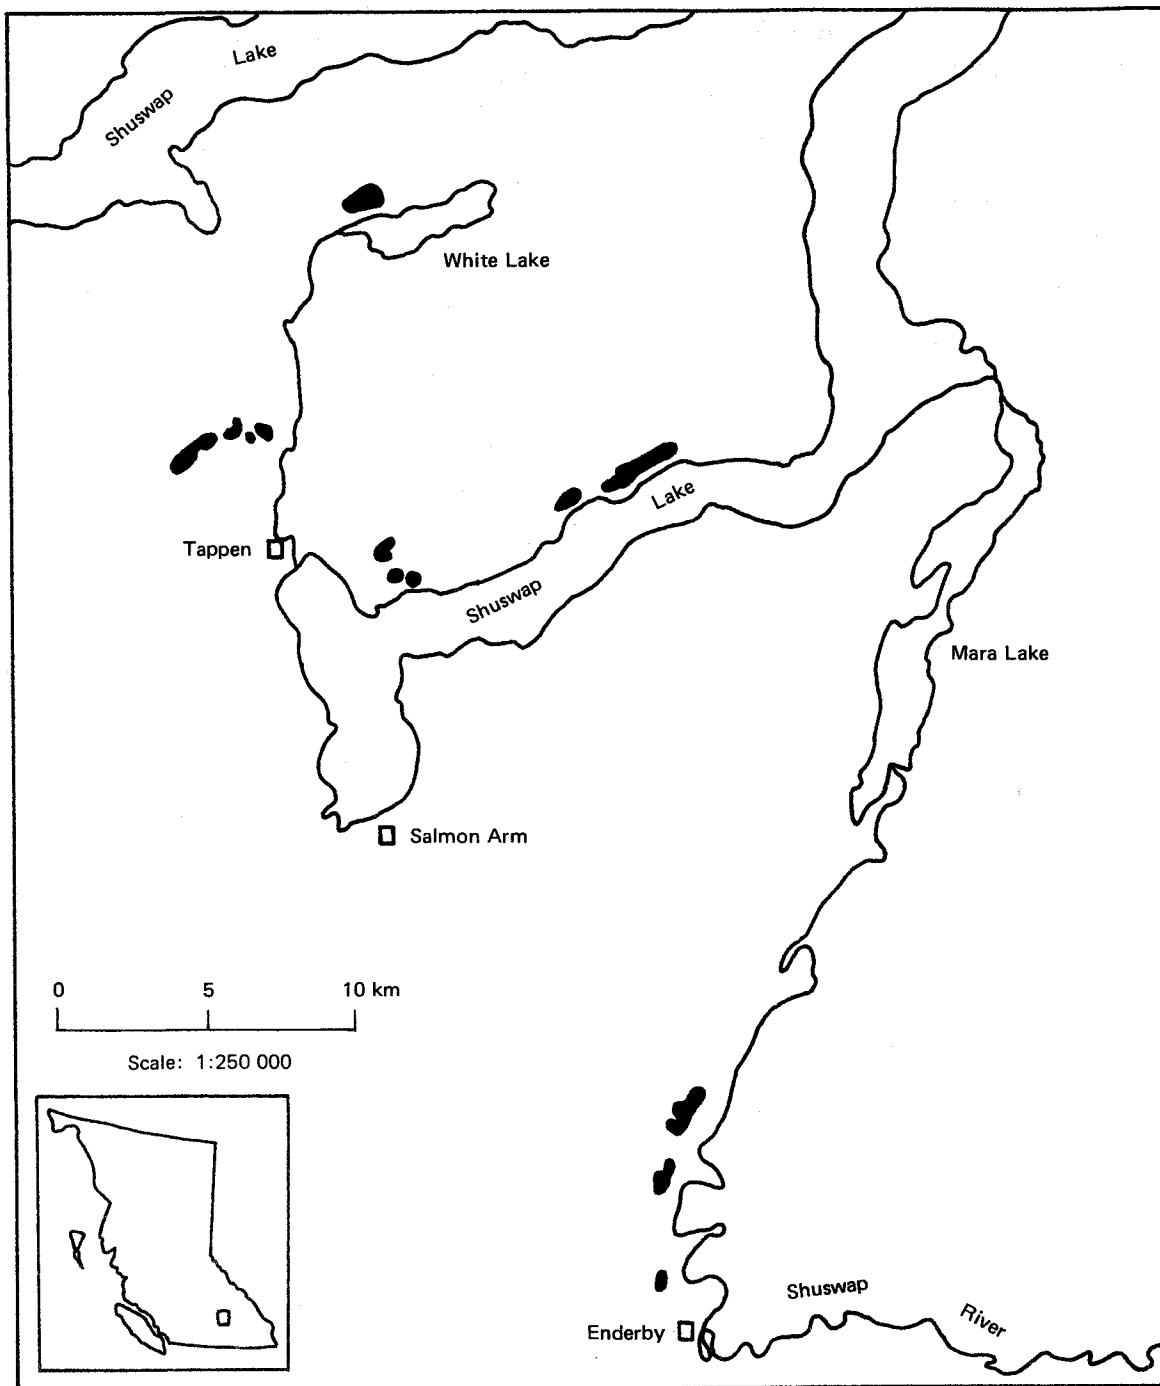 Lake
Shuswap
White Lake
Lake
Tappen
Shuswap
Mara Lake
Salmon Arm
0 5 10 km
Scale: 1:250 000
Shuswap
River
Enderby